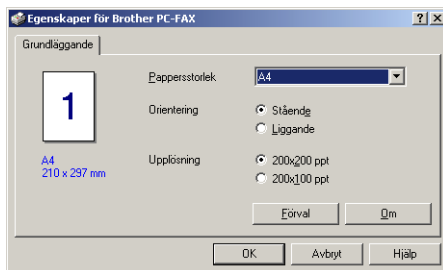 Egenskaper för Brother PC-FAX
Grundläggande
1
A4
210 x 297 mm
Pappersstorlek A4
Orientering Stående
Liggande
Upplösning 200x200 ppt
200x100 ppt
Förval Om
OK Avbryt Hjälp